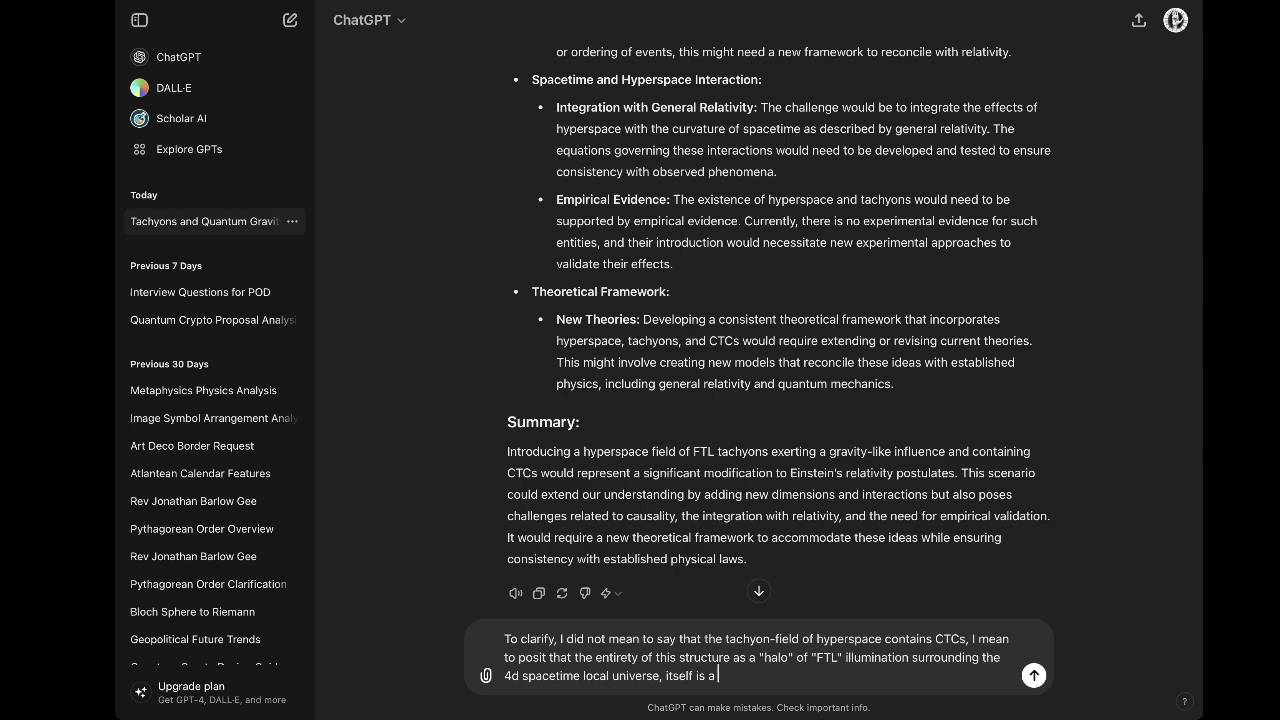 ChatGPT
DALL·E
Scholar AI
Explore GPTs
Today
Tachyons and Quantum Gravit
Previous 7 Days
Interview Questions for POD
Quantum Crypto Proposal Analysi
Previous 30 Days
Metaphysics Physics Analysis
Image Symbol Arrangement Analy
Art Deco Border Request
Atlantean Calendar Features
Rev Jonathan Barlow Gee
Pythagorean Order Overview
Rev Jonathan Barlow Gee
Pythagorean Order Clarification
Bloch Sphere to Riemann
Geopolitical Future Trends
Upgrade plan
Get GPT-4, DALL·E, and more
ChatGPT
or ordering of events, this might need a new framework to reconcile with relativity.
• Spacetime and Hyperspace Interaction:
• Integration with General Relativity: The challenge would be to integrate the effects of
hyperspace with the curvature of spacetime as described by general relativity. The
equations governing these interactions would need to be developed and tested to ensure
consistency with observed phenomena.
• Empirical Evidence: The existence of hyperspace and tachyons would need to be
supported by empirical evidence. Currently, there is no experimental evidence for such
entities, and their introduction would necessitate new experimental approaches to
validate their effects.
• Theoretical Framework:
• New Theories: Developing a consistent theoretical framework that incorporates
hyperspace, tachyons, and CTCs would require extending or revising current theories.
This might involve creating new models that reconcile these ideas with established
physics, including general relativity and quantum mechanics.
Summary:
Introducing a hyperspace field of FTL tachyons exerting a gravity-like influence and containing
CTCs would represent a significant modification to Einstein's relativity postulates. This scenario
could extend our understanding by adding new dimensions and interactions but also poses
challenges related to causality, the integration with relativity, and the need for empirical validation.
It would require a new theoretical framework to accommodate these ideas while ensuring
consistency with established physical laws.
To clarify, I did not mean to say that the tachyon-field of hyperspace contains CTCs, I mean
to posit that the entirety of this structure as a "halo" of "FTL" illumination surrounding the
4d spacetime local universe, itself is a
ChatGPT can make mistakes. Check important info.
?